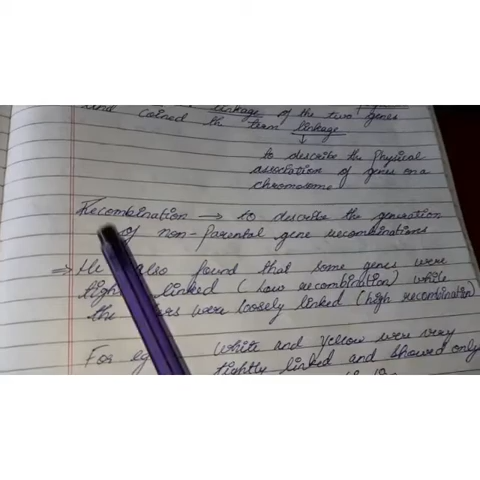 linkage of the two genes
and coined the term linkage
to describe the Physical
association of genes on a
chromosome
Recombination → to describe the generation
of non-Parental gene recombinations
⇒ He also found that some genes were
linked (low recombination) while
the were loosely linked (high recombination)
For eg white and yellow were very
tightly linked and showed only